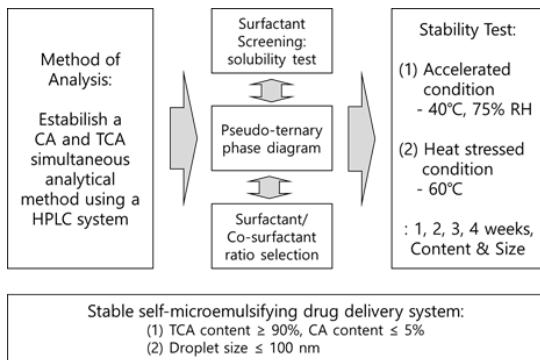 Method of
Analysis:
Estabilish a
CA and TCA
simultaneous
analytical
method using a
HPLC system
Surfactant
Screening:
solubility test
Pseudo-ternary
phase diagram
Surfactant/
Co-surfactant
ratio selection
Stability Test:
(1) Accelerated
condition
- 40℃, 75% RH
(2) Heat stressed
condition
- 60℃
: 1, 2, 3, 4 weeks,
Content & Size
Stable self-microemulsifying drug delivery system:
(1) TCA content ≥ 90%, CA content ≤ 5%
(2) Droplet size ≤ 100 nm